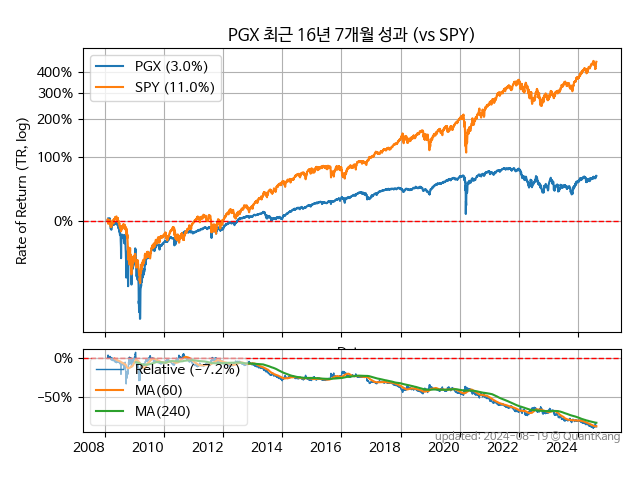 PGX 최근 16년 7개월 성과 (vs SPY)
PGX (3.0%)
SPY (11.0%)
400%
300%
200%
100%
0%
Rate of Return (TR, log)
0%
−50%
Relative (−7.2%)
MA(60)
MA(240)
2008 2010 2012 2014 2016 2018 2020 2022 2024
updated: 2024-08-19 © QuantKang